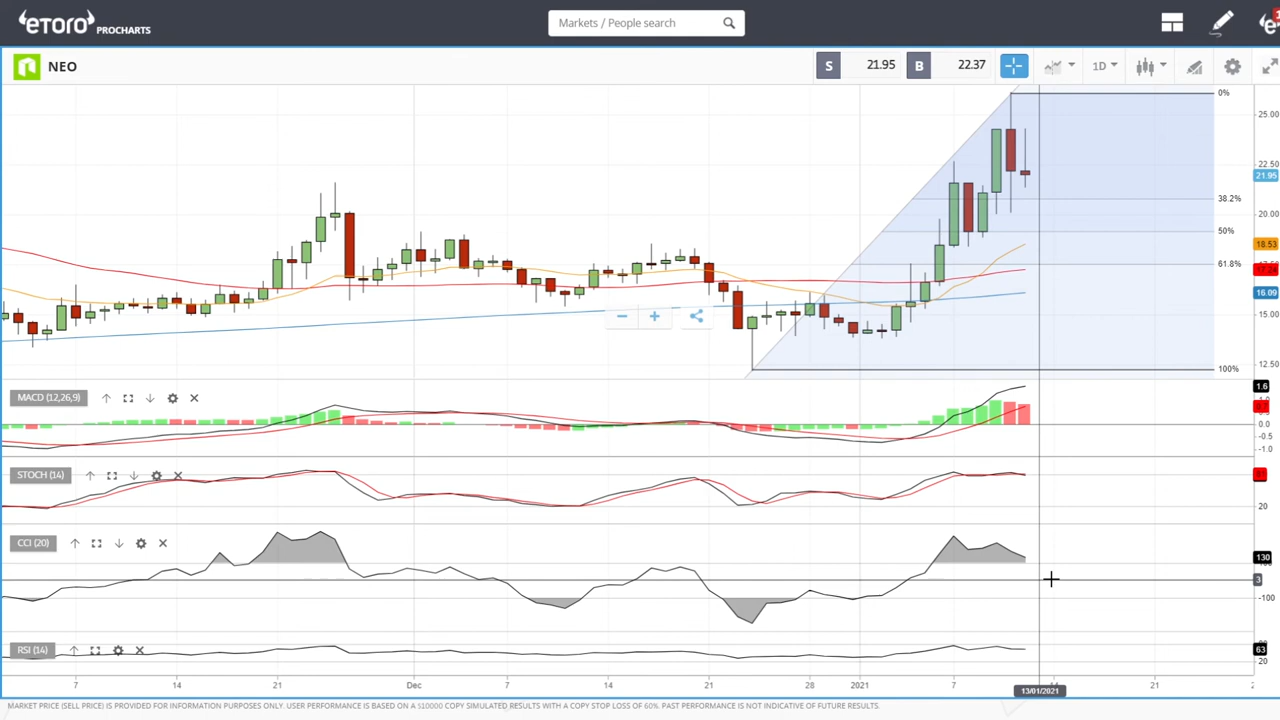 eTORO PROCHARTS
Markets / People search
NEO
S 21.95 B 22.37
1D
0%
25.00
22.50
21.95
38.2%
20.00
50%
18.53
61.8%
17.24
16.09
15.00
100%
12.50
MACD (12,26,9)
1.6
0.0
-0.5
-1.0
STOCH (14)
20
CCI (20)
130
3
-100
RSI (14)
63
20
7 14 21 Dec 7 14 21 28 2021 7 14 21
13/01/2021
MARKET PRICE (SELL PRICE) IS PROVIDED FOR INFORMATION PURPOSES ONLY. USER PERFORMANCE IS BASED ON A $10000 COPY SIMULATED RESULTS WITH A COPY STOP LOSS OF 60%. PAST PERFORMANCE IS NOT INDICATIVE OF FUTURE RESULTS.